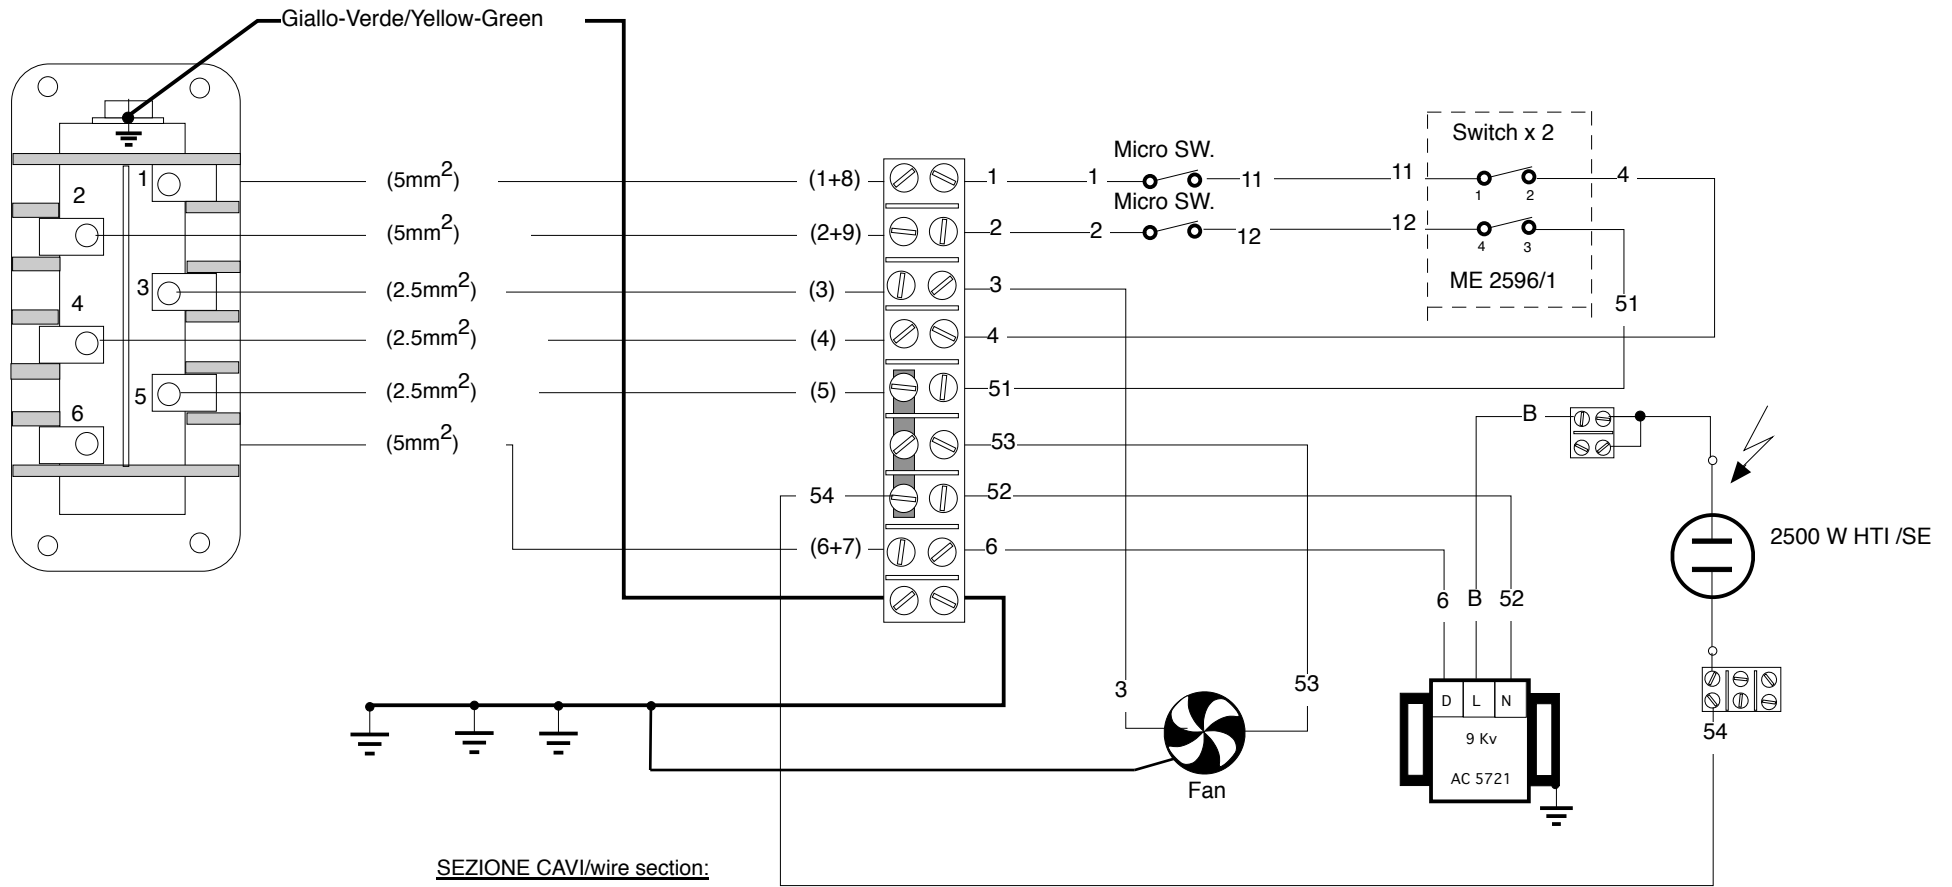 Giallo-Verde/Yellow-Green
1
2
3
4
5
6
(5mm2)
(5mm2)
(2.5mm2)
(2.5mm2)
(2.5mm2)
(5mm2)
(1+8)
(2+9)
(3)
(4)
(5)
54
(6+7)
1
2
3
4
51
53
52
6
1
Micro SW.
11
11
2
Micro SW.
12
12
Switch x 2
1 2
4 3
ME 2596/1
4
51
B
2500 W HTI /SE
6 B 52
3
53
Fan
D L N
9 Kv
AC 5721
54
SEZIONE CAVI/wire section: